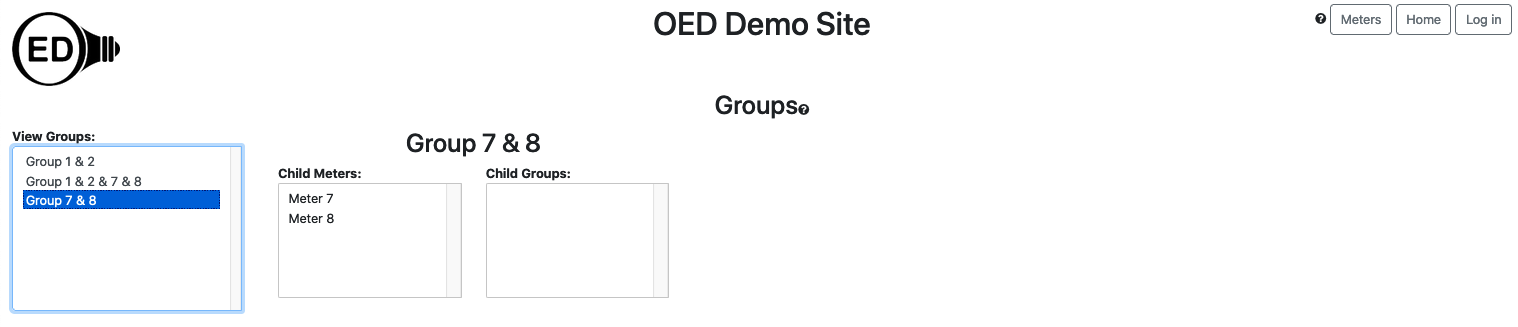 ED
OED Demo Site
? Meters Home Log in
Groups?
View Groups:
Group 1 & 2
Group 1 & 2 & 7 & 8
Group 7 & 8
Group 7 & 8
Child Meters:
Meter 7
Meter 8
Child Groups: